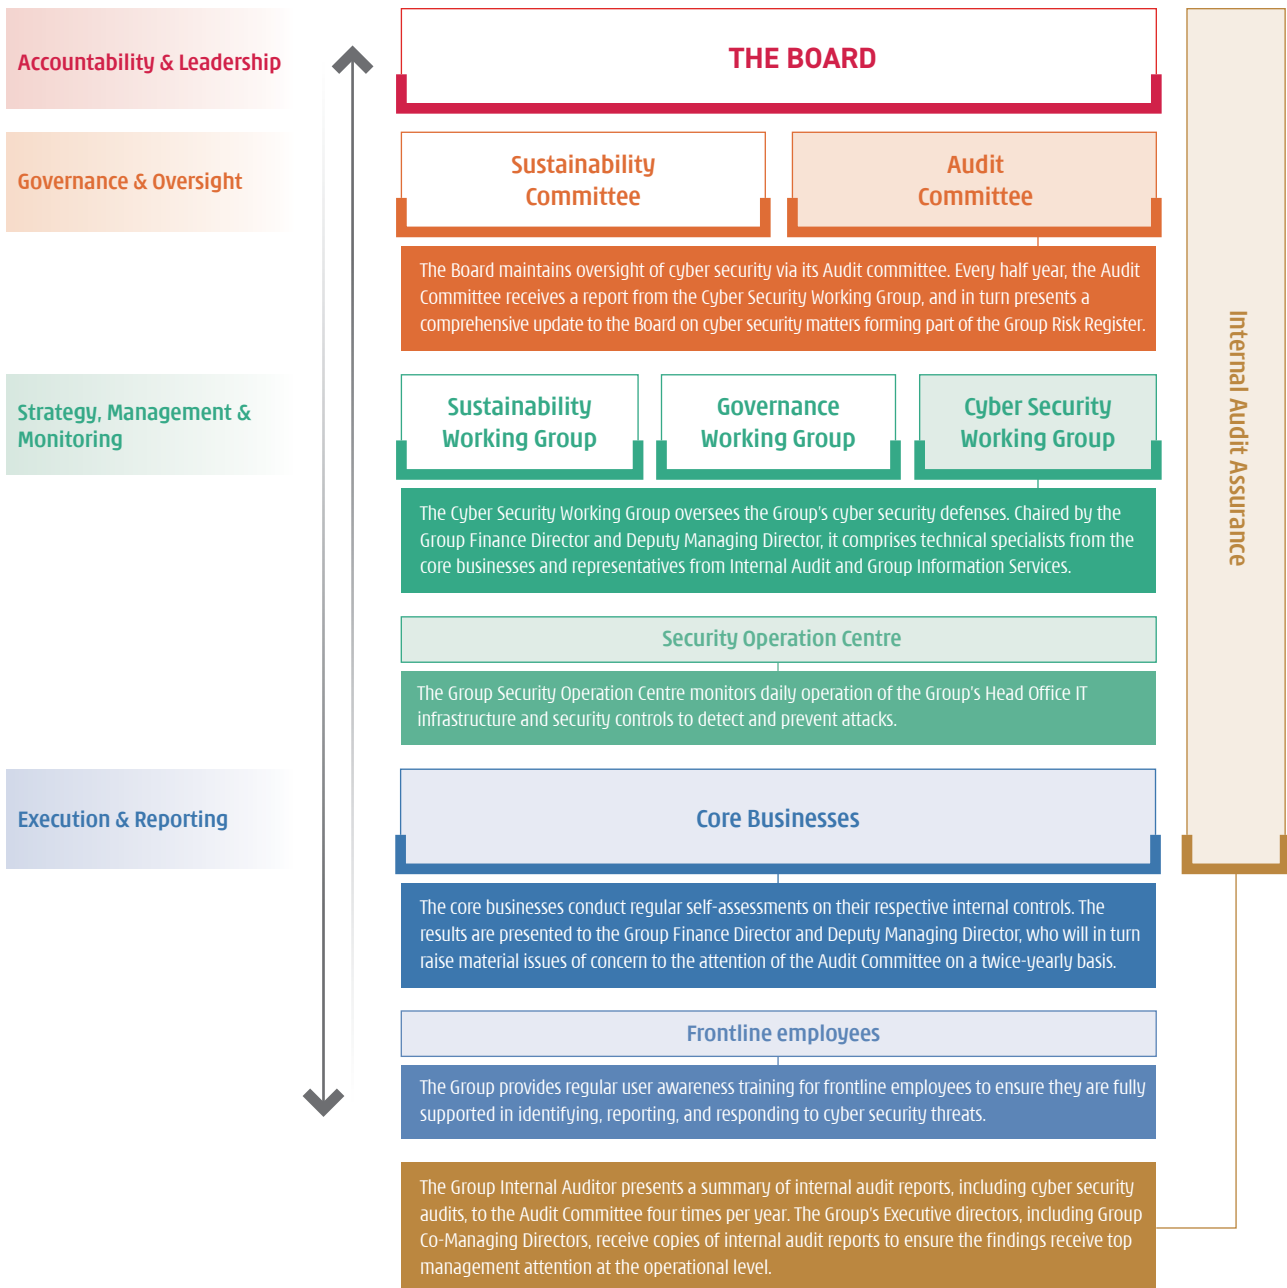 Accountability & Leadership
THE BOARD
Governance & Oversight
Sustainability
Committee
Audit
Committee
The Board maintains oversight of cyber security via its Audit committee. Every half year, the Audit
Committee receives a report from the Cyber Security Working Group, and in turn presents a
comprehensive update to the Board on cyber security matters forming part of the Group Risk Register.
Strategy, Management &
Monitoring
Sustainability
Working Group
Governance
Working Group
Cyber Security
Working Group
The Cyber Security Working Group oversees the Group's cyber security defenses. Chaired by the
Group Finance Director and Deputy Managing Director, it comprises technical specialists from the
core businesses and representatives from Internal Audit and Group Information Services.
Security Operation Centre
The Group Security Operation Centre monitors daily operation of the Group's Head Office IT
infrastructure and security controls to detect and prevent attacks.
Execution & Reporting
Core Businesses
The core businesses conduct regular self-assessments on their respective internal controls. The
results are presented to the Group Finance Director and Deputy Managing Director, who will in turn
raise material issues of concern to the attention of the Audit Committee on a twice-yearly basis.
Frontline employees
The Group provides regular user awareness training for frontline employees to ensure they are fully
supported in identifying, reporting, and responding to cyber security threats.
Internal Audit Assurance
The Group Internal Auditor presents a summary of internal audit reports, including cyber security
audits, to the Audit Committee four times per year. The Group's Executive directors, including Group
Co-Managing Directors, receive copies of internal audit reports to ensure the findings receive top
management attention at the operational level.